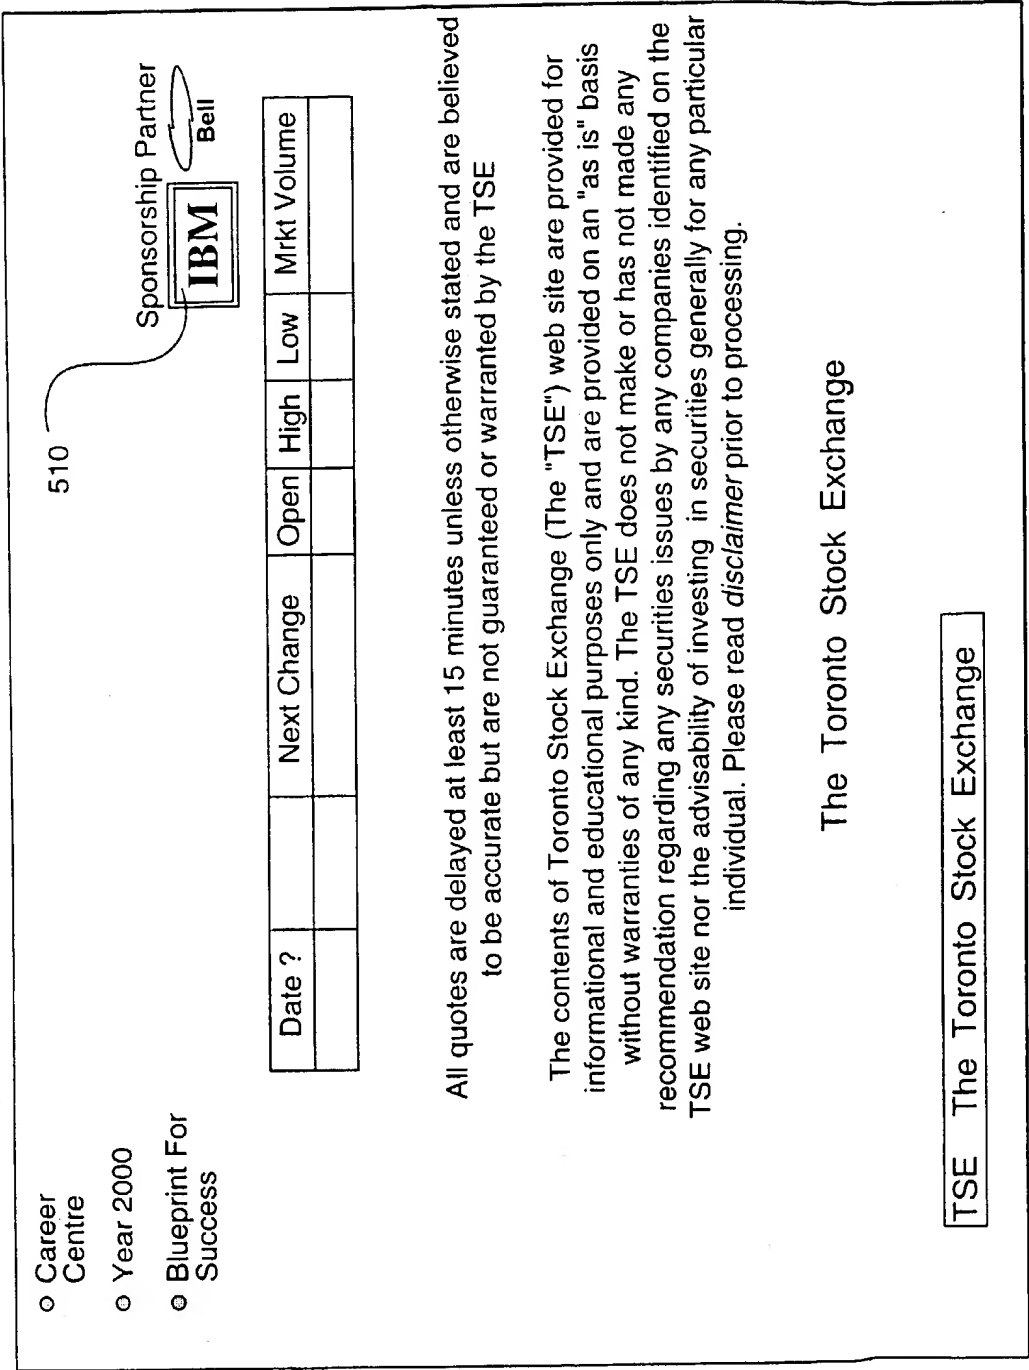 Career
Centre
Year 2000
Blueprint For
Success
510
Sponsorship Partner
IBM
Bell
Date ? Next Change Open High Low Mrkt Volume
All quotes are delayed at least 15 minutes unless otherwise stated and are believed
to be accurate but are not guaranteed or warranted by the TSE
The contents of Toronto Stock Exchange (The "TSE") web site are provided for
informational and educational purposes only and are provided on an "as is" basis
without warranties of any kind. The TSE does not make or has not made any
recommendation regarding any securities issues by any companies identified on the
TSE web site nor the advisability of investing in securities generally for any particular
individual. Please read disclaimer prior to processing.
The Toronto Stock Exchange
TSE The Toronto Stock Exchange